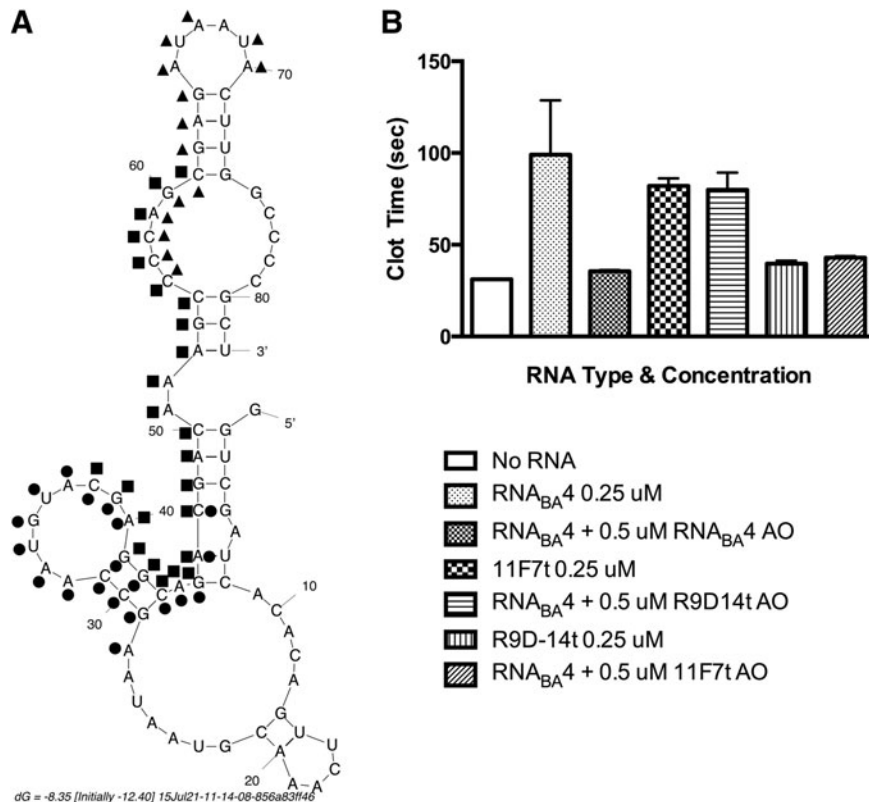 A
5'
GGUCGAUCACACAGUUCAAACGUAAUAAGCCAAUGUACGAGGCAGACGACAAAGCCCCAGCGAGAUAAUACUUGGCCCCGCU
3'
10
20
30
40
50
60
70
80
dG = -8.35 [Initially -12.40] 15Jul21-11-14-08-856a83ff46
B
Clot Time (sec)
150
100
50
0
RNA Type & Concentration
No RNA
RNABA4 0.25 uM
RNABA4 + 0.5 uM RNABA4 AO
11F7t 0.25 uM
RNABA4 + 0.5 uM R9D14t AO
R9D-14t 0.25 uM
RNABA4 + 0.5 uM 11F7t AO